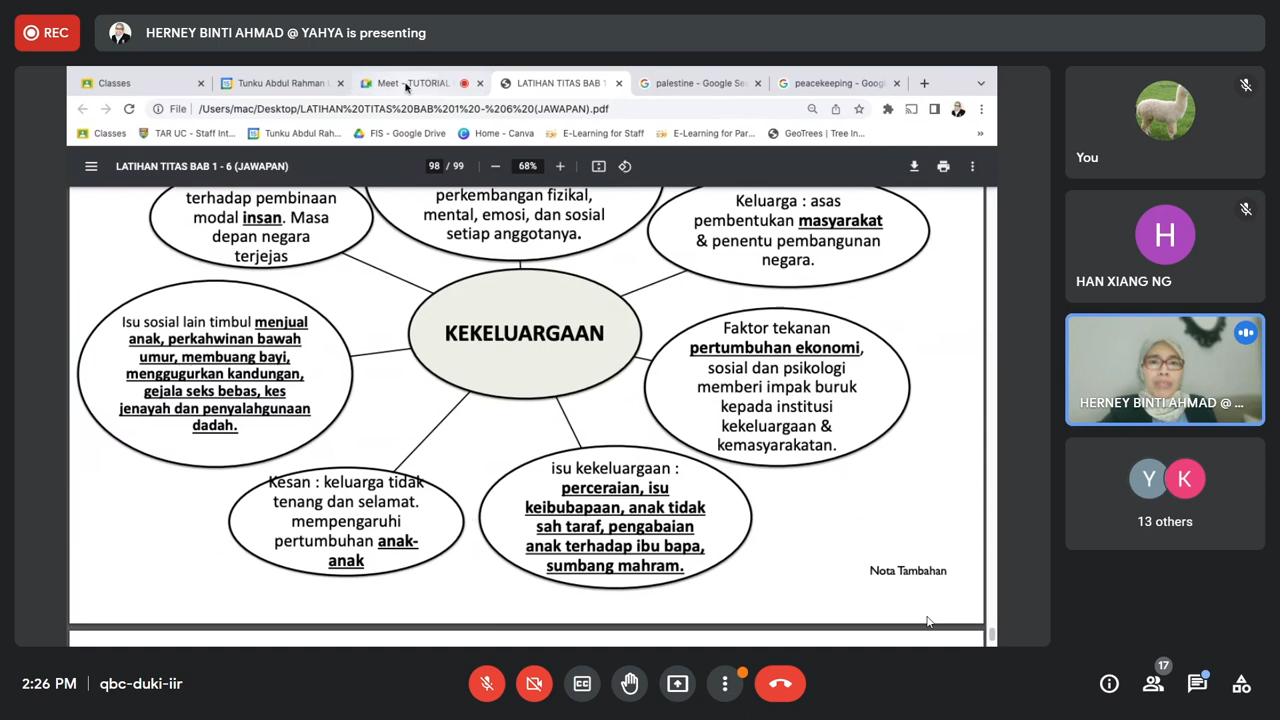 REC
HERNEY BINTI AHMAD @ YAHYA is presenting
Classes
Tunku Abdul Rahman
Meet - TUTORIAL
LATIHAN TITAS BAB 1
palestine - Google Se
peacekeeping - Goog
File
/Users/mac/Desktop/LATIHAN%20TITAS%20BAB%201%20-%206%20(JAWAPAN).pdf
Classes
TAR UC - Staff Int...
Tunku Abdul Rah...
FIS - Google Drive
Home - Canva
E-Learning for Staff
E-Learning for Par...
GeoTrees | Tree In...
LATIHAN TITAS BAB 1 - 6 (JAWAPAN)
98 / 99
68%
terhadap pembinaan
modal insan. Masa
depan negara
terjejas
perkembangan fizikal,
mental, emosi, dan sosial
setiap anggotanya.
Keluarga : asas
pembentukan masyarakat
& penentu pembangunan
negara.
Isu sosial lain timbul menjual
anak, perkahwinan bawah
umur, membuang bayi,
menggugurkan kandungan,
gejala seks bebas, kes
jenayah dan penyalahgunaan
dadah.
KEKELUARGAAN
Faktor tekanan
pertumbuhan ekonomi,
sosial dan psikologi
memberi impak buruk
kepada institusi
kekeluargaan &
kemasyarakatan.
Kesan : keluarga tidak
tenang dan selamat.
mempengaruhi
pertumbuhan anak-
anak
isu kekeluargaan :
perceraian, isu
keibubapaan, anak tidak
sah taraf, pengabaian
anak terhadap ibu bapa,
sumbang mahram.
Nota Tambahan
You
H
HAN XIANG NG
HERNEY BINTI AHMAD @ ...
Y
K
13 others
2:26 PM | qbc-duki-iir
17